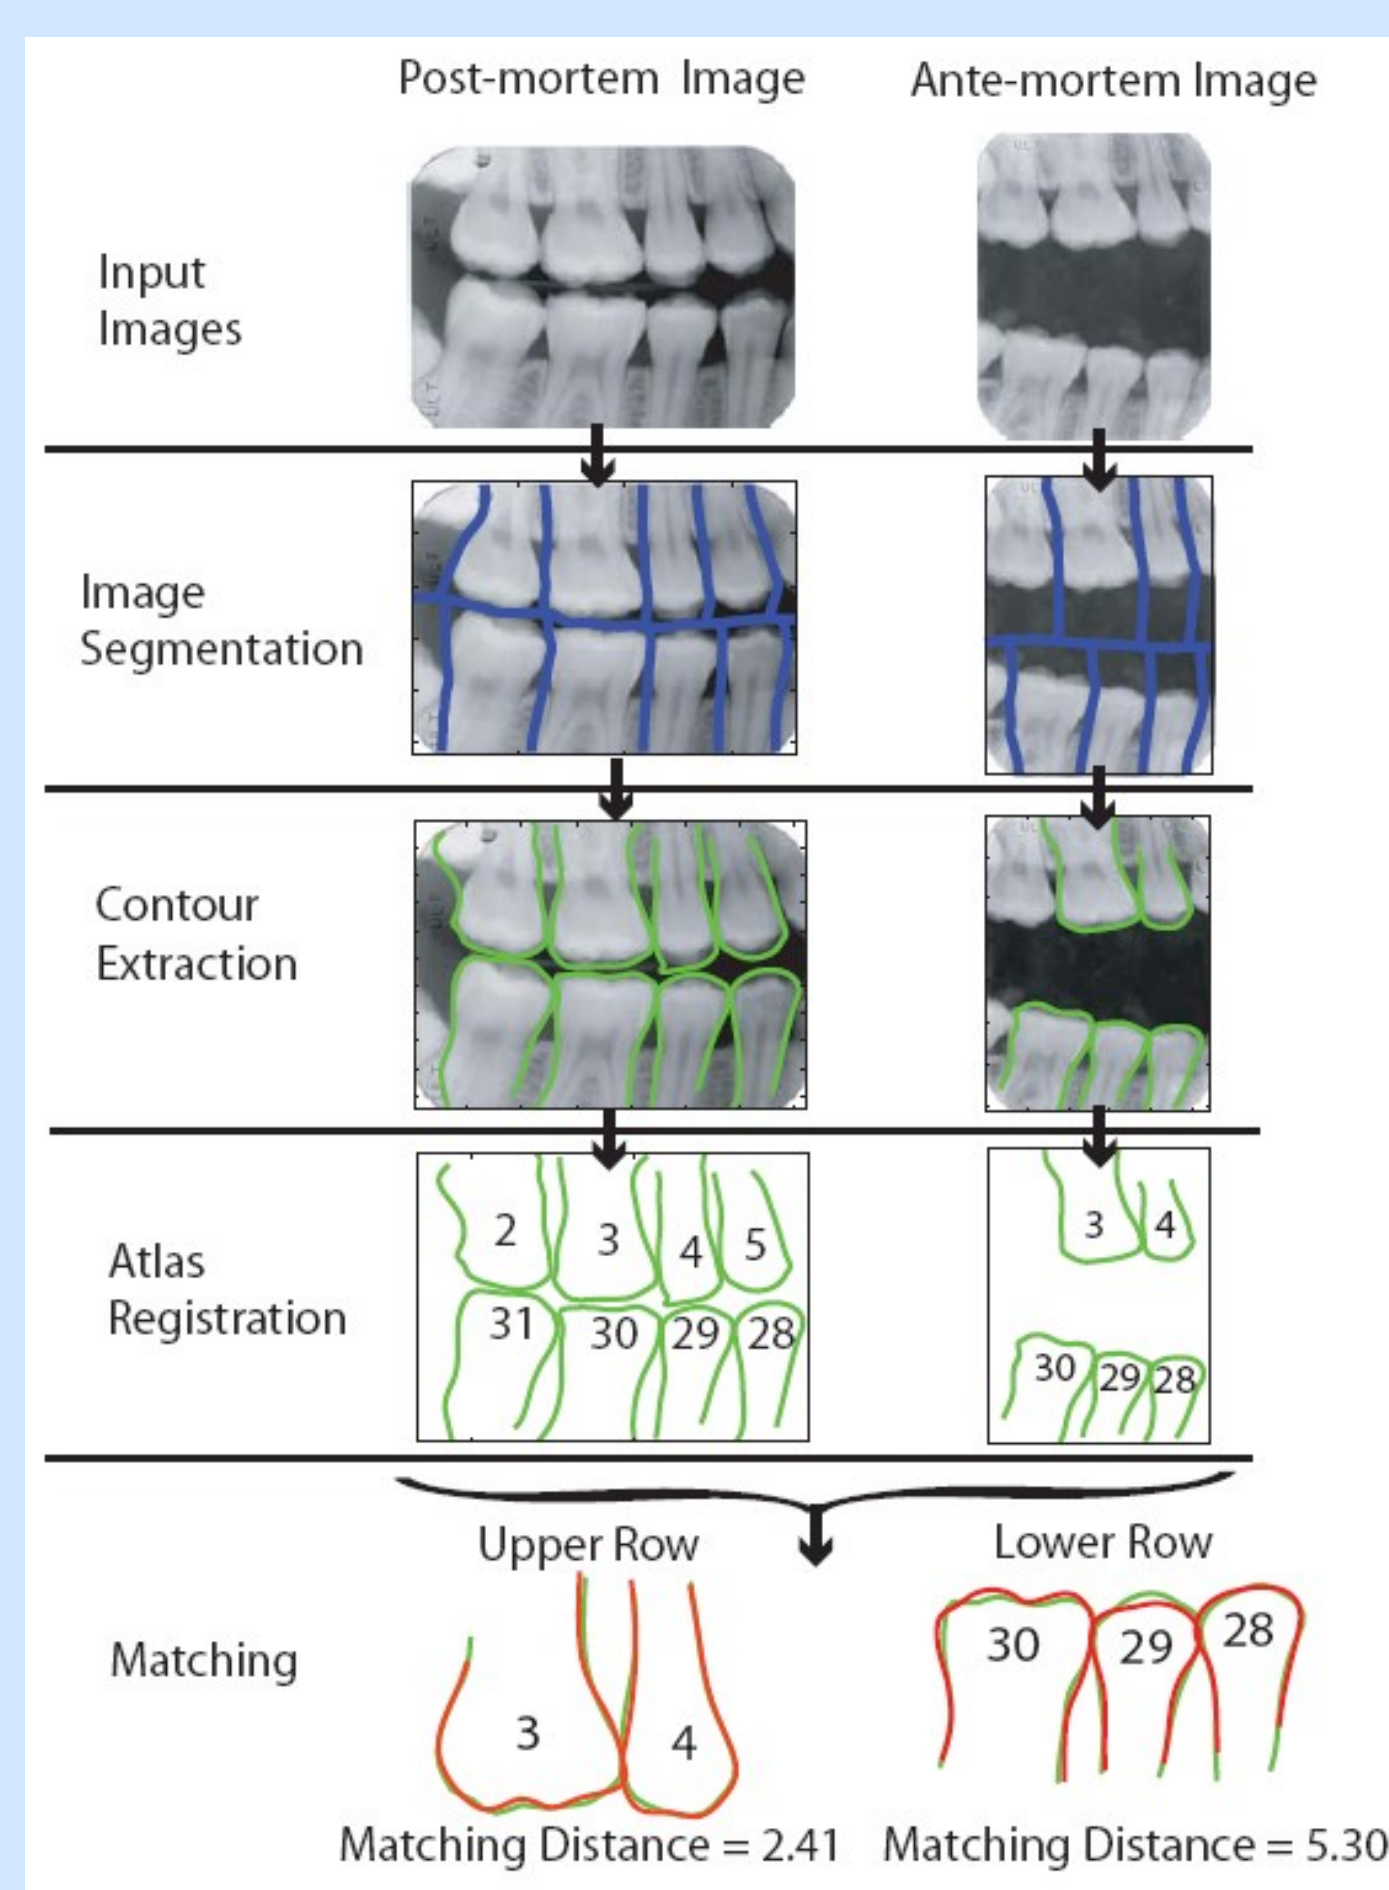 Post-mortem Image
Ante-mortem Image
Input
Images
Image
Segmentation
Contour
Extraction
Atlas
Registration
2 3 4 5
31 30 29 28
3 4
30 29 28
Upper Row
Lower Row
Matching
3 4
30 29 28
Matching Distance = 2.41
Matching Distance = 5.30